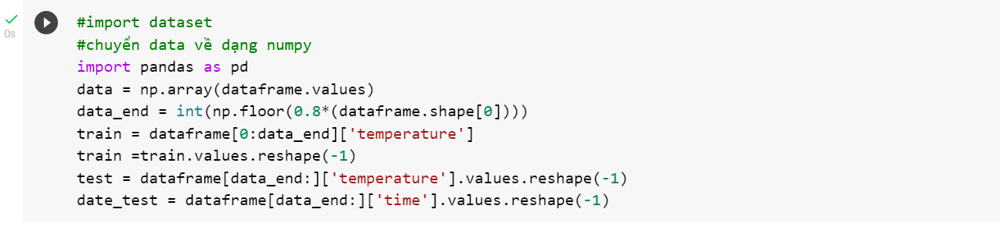 #import dataset
#chuyển data về dạng numpy
import pandas as pd
data = np.array(dataframe.values)
data_end = int(np.floor(0.8*(dataframe.shape[0])))
train = dataframe[0:data_end]['temperature']
train =train.values.reshape(-1)
test = dataframe[data_end:]['temperature'].values.reshape(-1)
date_test = dataframe[data_end:]['time'].values.reshape(-1)
0s